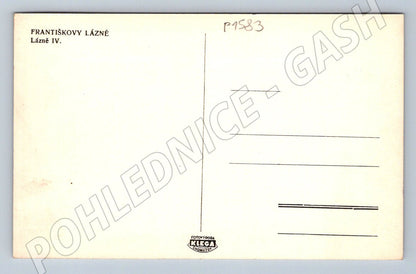 FRANTIŠKOVY LÁZNĚ
Lázně IV.
P1583
POHLEDNICE - GASH
KLEGA